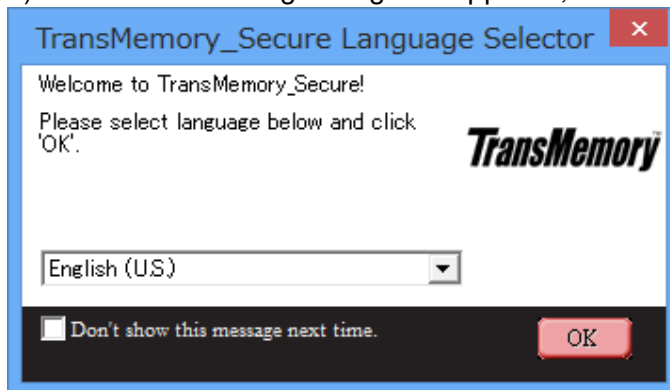 TransMemory_Secure Language Selector
Welcome to TransMemory_Secure!
Please select language below and click
'OK'.
TransMemory
English (U.S.)
Don't show this message next time.
OK